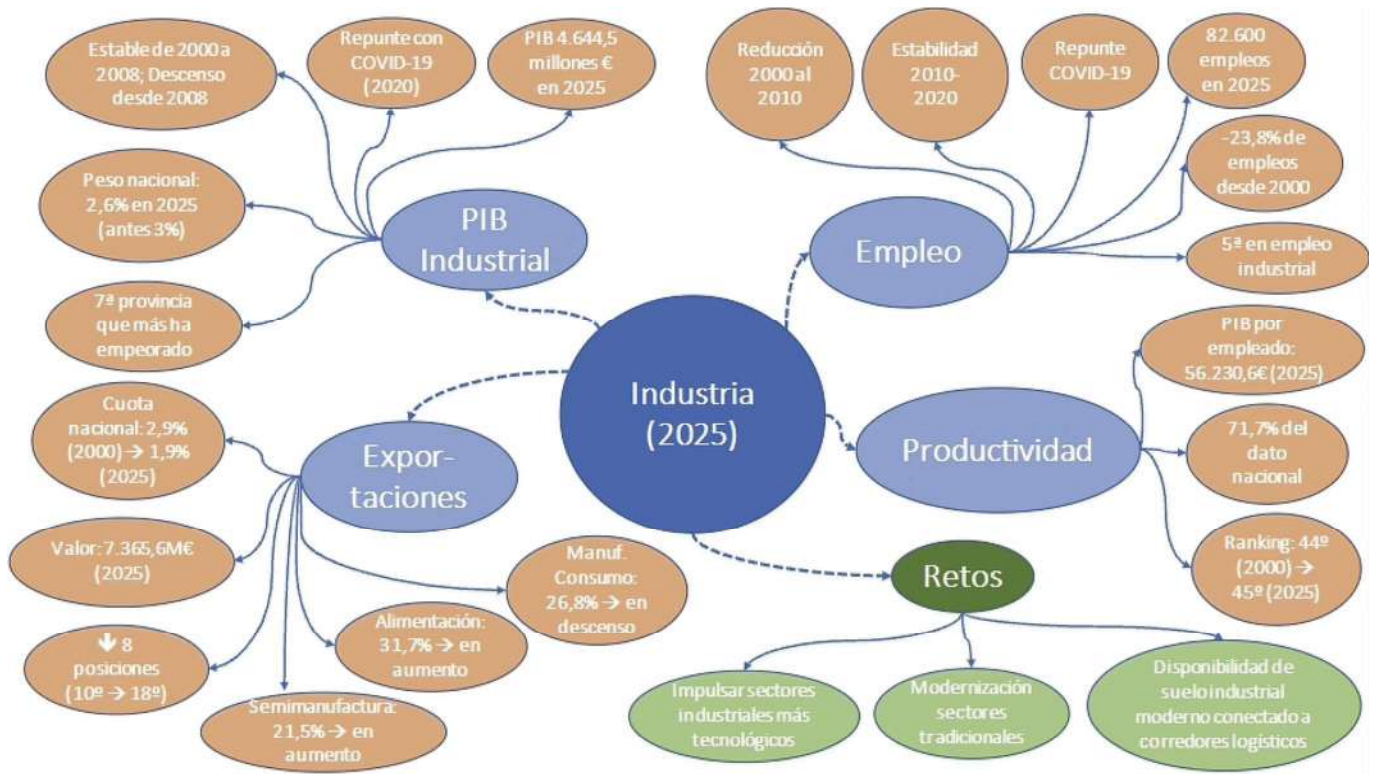 Industria
(2025)
PIB
Industrial
Estable de 2000 a
2008; Descenso
desde 2008
Repunte con
COVID-19
(2020)
PIB 4.644,5
millones €
en 2025
Peso nacional:
2,6% en 2025
(antes 3%)
7ª provincia
que más ha
empeorado
Empleo
Reducción
2000 al
2010
Estabilidad
2010-
2020
Repunte
COVID-19
82.600
empleos
en 2025
-23,8% de
empleos
desde 2000
5ª en empleo
industrial
Productividad
PIB por
empleado:
56.230,6€ (2025)
71,7% del
dato
nacional
Ranking: 44º
(2000) →
45º (2025)
Expor-
taciones
Cuota
nacional: 2,9%
(2000) → 1,9%
(2025)
Valor: 7.365,6M€
(2025)
🡻 8
posiciones
(10º → 18º)
Semimanufactura:
21,5% → en
aumento
Alimentación:
31,7% → en
aumento
Manuf.
Consumo:
26,8% → en
descenso
Retos
Impulsar sectores
industriales más
tecnológicos
Modernización
sectores
tradicionales
Disponibilidad de
suelo industrial
moderno conectado a
corredores logísticos